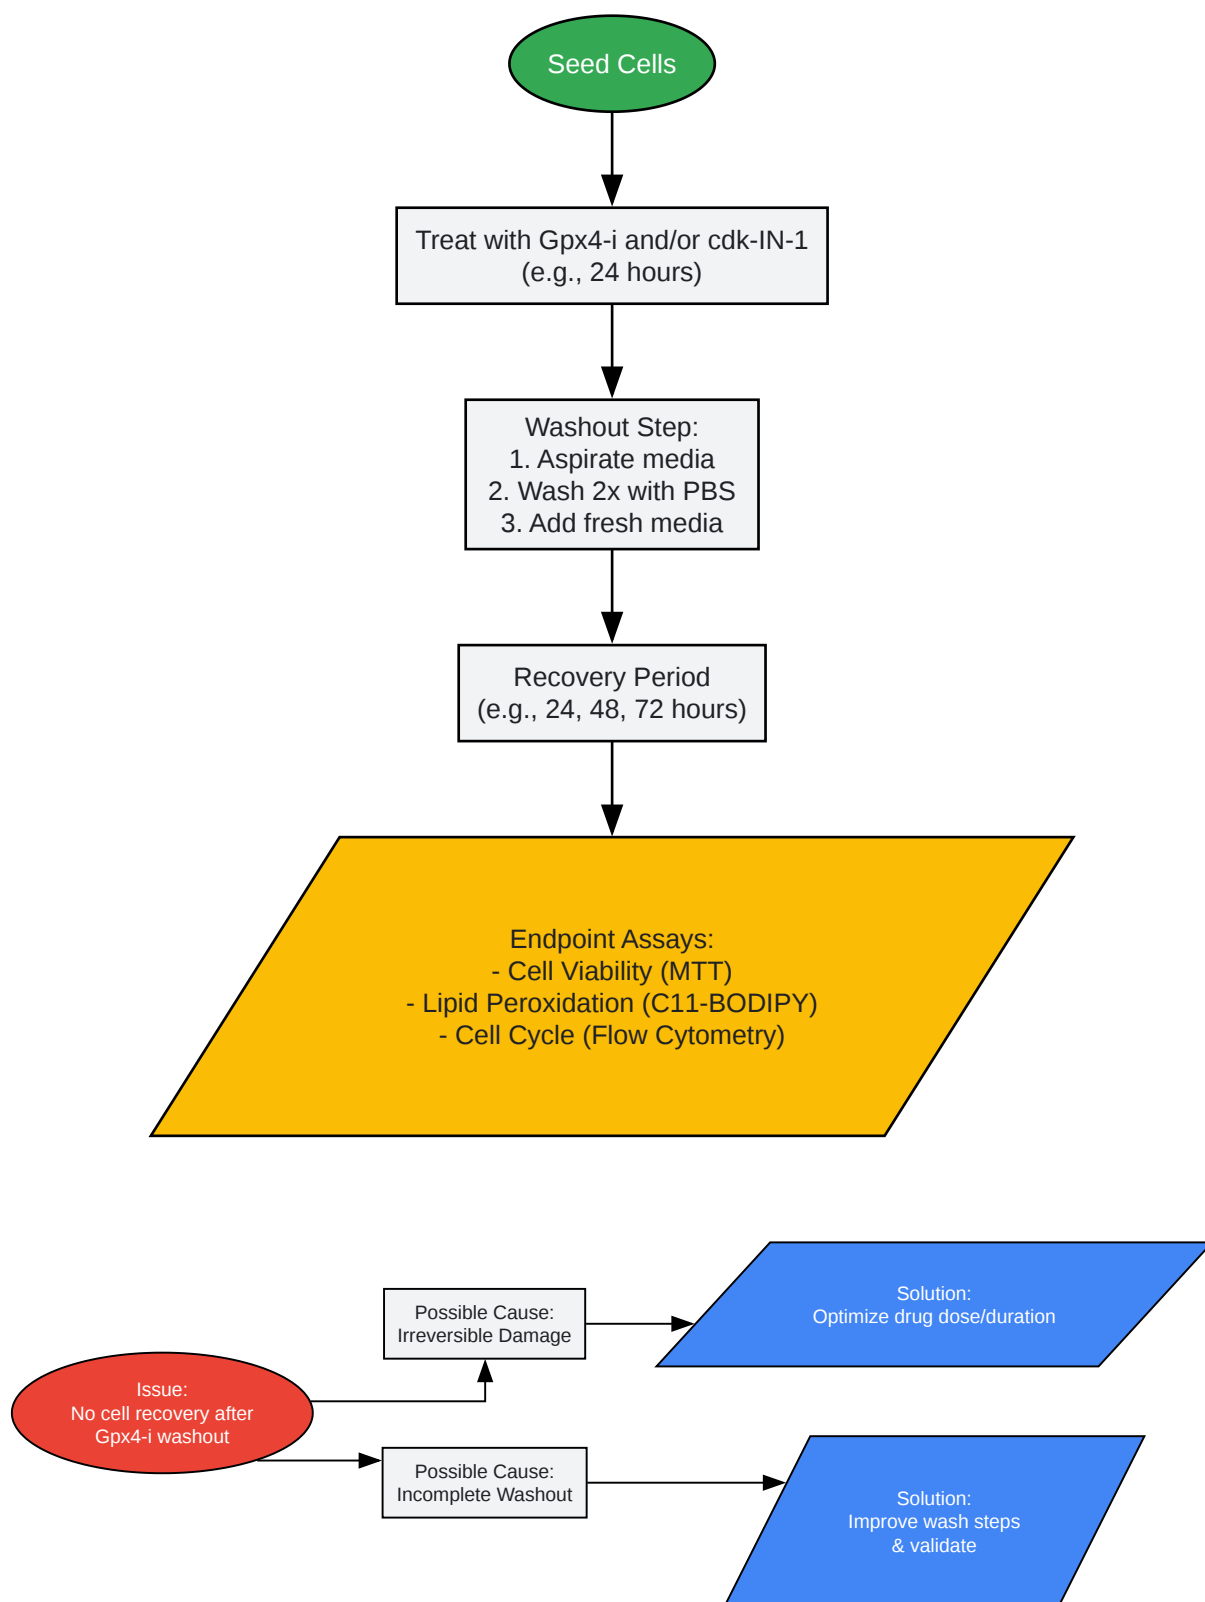 Seed Cells
Treat with Gpx4-i and/or cdk-IN-1
(e.g., 24 hours)
Washout Step:
1. Aspirate media
2. Wash 2x with PBS
3. Add fresh media
Recovery Period
(e.g., 24, 48, 72 hours)
Endpoint Assays:
- Cell Viability (MTT)
- Lipid Peroxidation (C11-BODIPY)
- Cell Cycle (Flow Cytometry)
Issue:
No cell recovery after
Gpx4-i washout
Possible Cause:
Irreversible Damage
Solution:
Optimize drug dose/duration
Possible Cause:
Incomplete Washout
Solution:
Improve wash steps
& validate